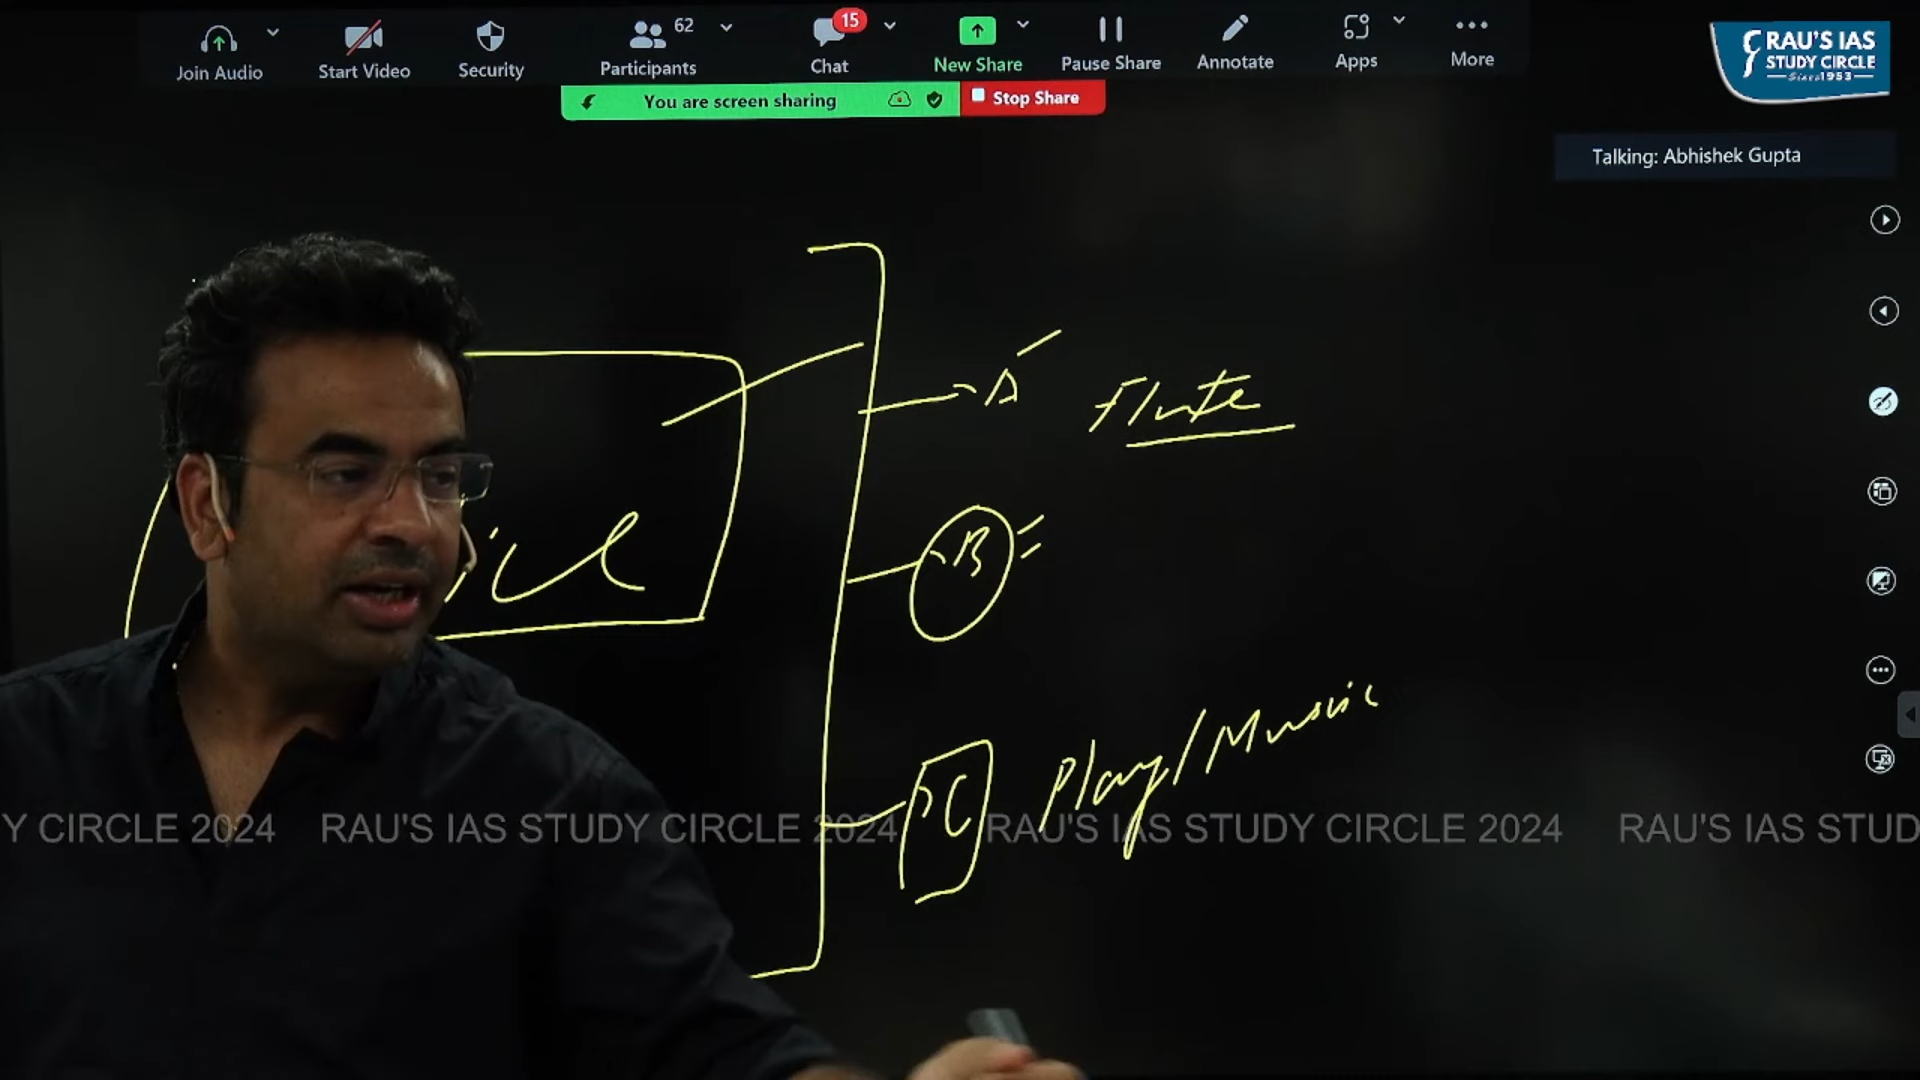 Join Audio
Start Video
Security
Participants
62
Chat
15
New Share
Pause Share
Annotate
Apps
More
RAU'S IAS
STUDY CIRCLE
Since 1953
You are screen sharing
Stop Share
Talking: Abhishek Gupta
A
Flute
B
C
Play/Music
Y CIRCLE 2024 RAU'S IAS STUDY CIRCLE 2024 RAU'S IAS STUDY CIRCLE 2024 RAU'S IAS STUD